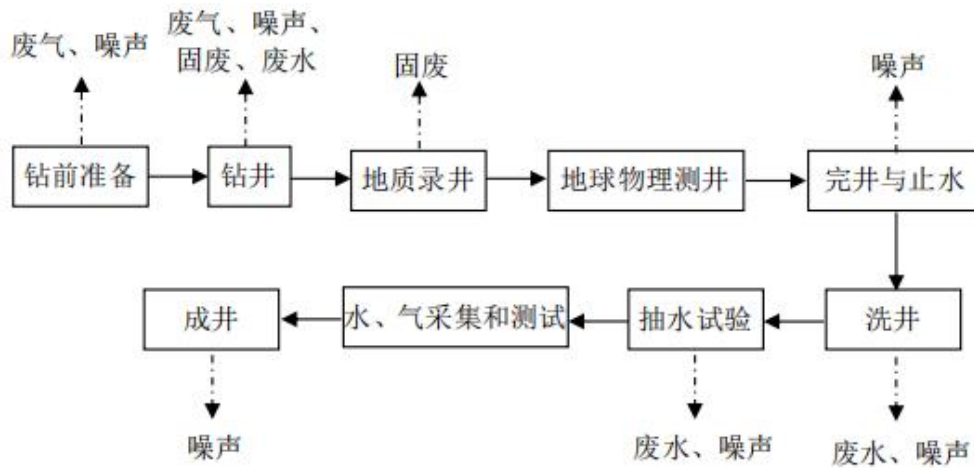 废气、噪声
废气、噪声、
固废、废水
固废
噪声
钻前准备
钻井
地质录井
地球物理测井
完井与止水
成井
水、气采集和测试
抽水试验
洗井
噪声
废水、噪声
废水、噪声